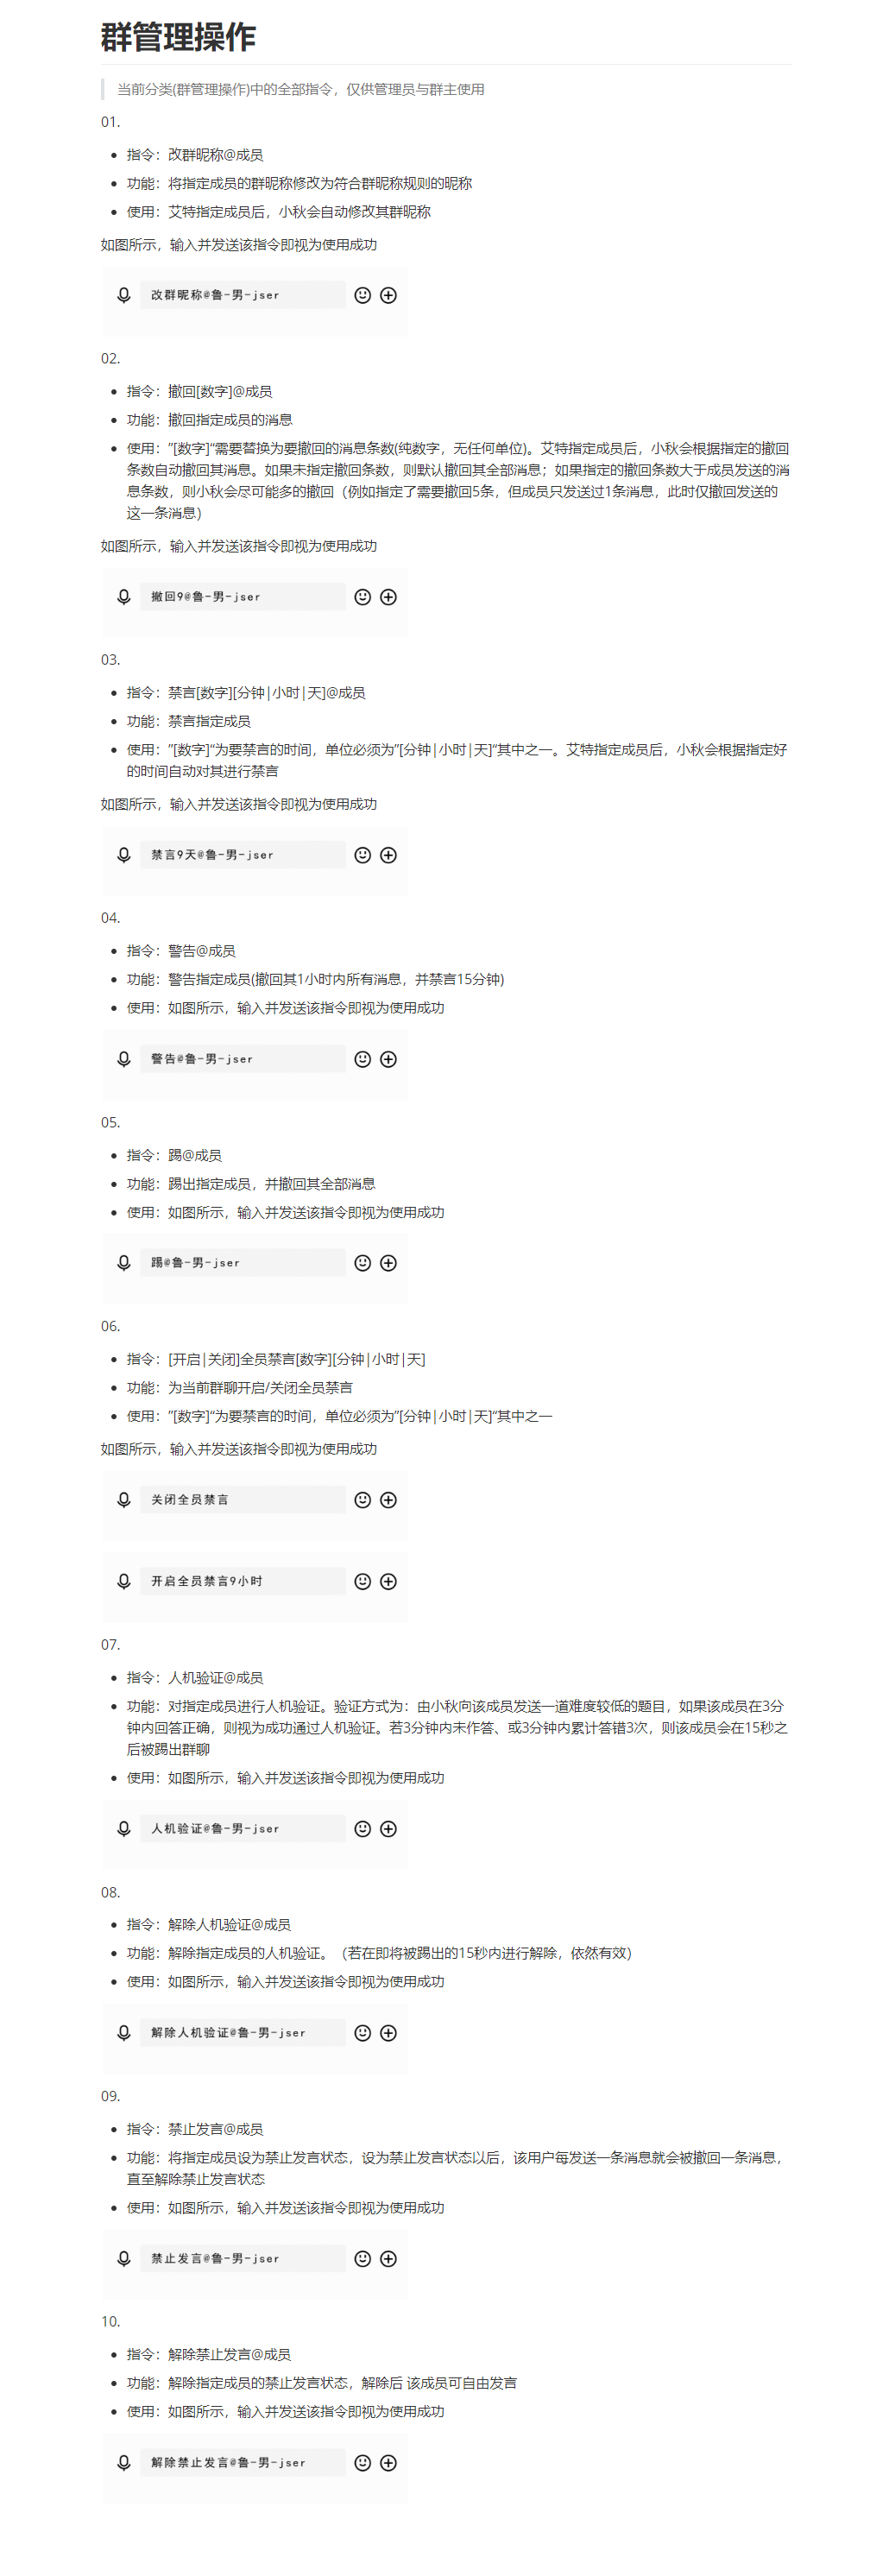 群管理操作
当前分类(群管理操作)中的全部指令，仅供管理员与群主使用
01.
指令：改群昵称@成员
功能：将指定成员的群昵称修改为符合群昵称规则的昵称
使用：艾特指定成员后，小秋会自动修改其群昵称
如图所示，输入并发送该指令即视为使用成功
改群昵称@鲁-男-jser
02.
指令：撤回[数字]@成员
功能：撤回指定成员的消息
使用：”[数字]“需要替换为要撤回的消息条数(纯数字，无任何单位)。艾特指定成员后，小秋会根据指定的撤回
条数自动撤回其消息。如果未指定撤回条数，则默认撤回其全部消息；如果指定的撤回条数大于成员发送的消
息条数，则小秋会尽可能多的撤回（例如指定了需要撤回5条，但成员只发送过1条消息，此时仅撤回发送的
这一条消息）
如图所示，输入并发送该指令即视为使用成功
撤回9@鲁-男-jser
03.
指令：禁言[数字][分钟|小时|天]@成员
功能：禁言指定成员
使用：”[数字]“为要禁言的时间，单位必须为”[分钟|小时|天]“其中之一。艾特指定成员后，小秋会根据指定好
的时间自动对其进行禁言
如图所示，输入并发送该指令即视为使用成功
禁言9天@鲁-男-jser
04.
指令：警告@成员
功能：警告指定成员(撤回其1小时内所有消息，并禁言15分钟)
使用：如图所示，输入并发送该指令即视为使用成功
警告@鲁-男-jser
05.
指令：踢@成员
功能：踢出指定成员，并撤回其全部消息
使用：如图所示，输入并发送该指令即视为使用成功
踢@鲁-男-jser
06.
指令：[开启|关闭]全员禁言[数字][分钟|小时|天]
功能：为当前群聊开启/关闭全员禁言
使用：”[数字]“为要禁言的时间，单位必须为”[分钟|小时|天]“其中之一
如图所示，输入并发送该指令即视为使用成功
关闭全员禁言
开启全员禁言9小时
07.
指令：人机验证@成员
功能：对指定成员进行人机验证。验证方式为：由小秋向该成员发送一道难度较低的题目，如果该成员在3分
钟内回答正确，则视为成功通过人机验证。若3分钟内未作答、或3分钟内累计答错3次，则该成员会在15秒之
后被踢出群聊
使用：如图所示，输入并发送该指令即视为使用成功
人机验证@鲁-男-jser
08.
指令：解除人机验证@成员
功能：解除指定成员的人机验证。（若在即将被踢出的15秒内进行解除，依然有效）
使用：如图所示，输入并发送该指令即视为使用成功
解除人机验证@鲁-男-jser
09.
指令：禁止发言@成员
功能：将指定成员设为禁止发言状态，设为禁止发言状态以后，该用户每发送一条消息就会被撤回一条消息，
直至解除禁止发言状态
使用：如图所示，输入并发送该指令即视为使用成功
禁止发言@鲁-男-jser
10.
指令：解除禁止发言@成员
功能：解除指定成员的禁止发言状态，解除后 该成员可自由发言
使用：如图所示，输入并发送该指令即视为使用成功
解除禁止发言@鲁-男-jser